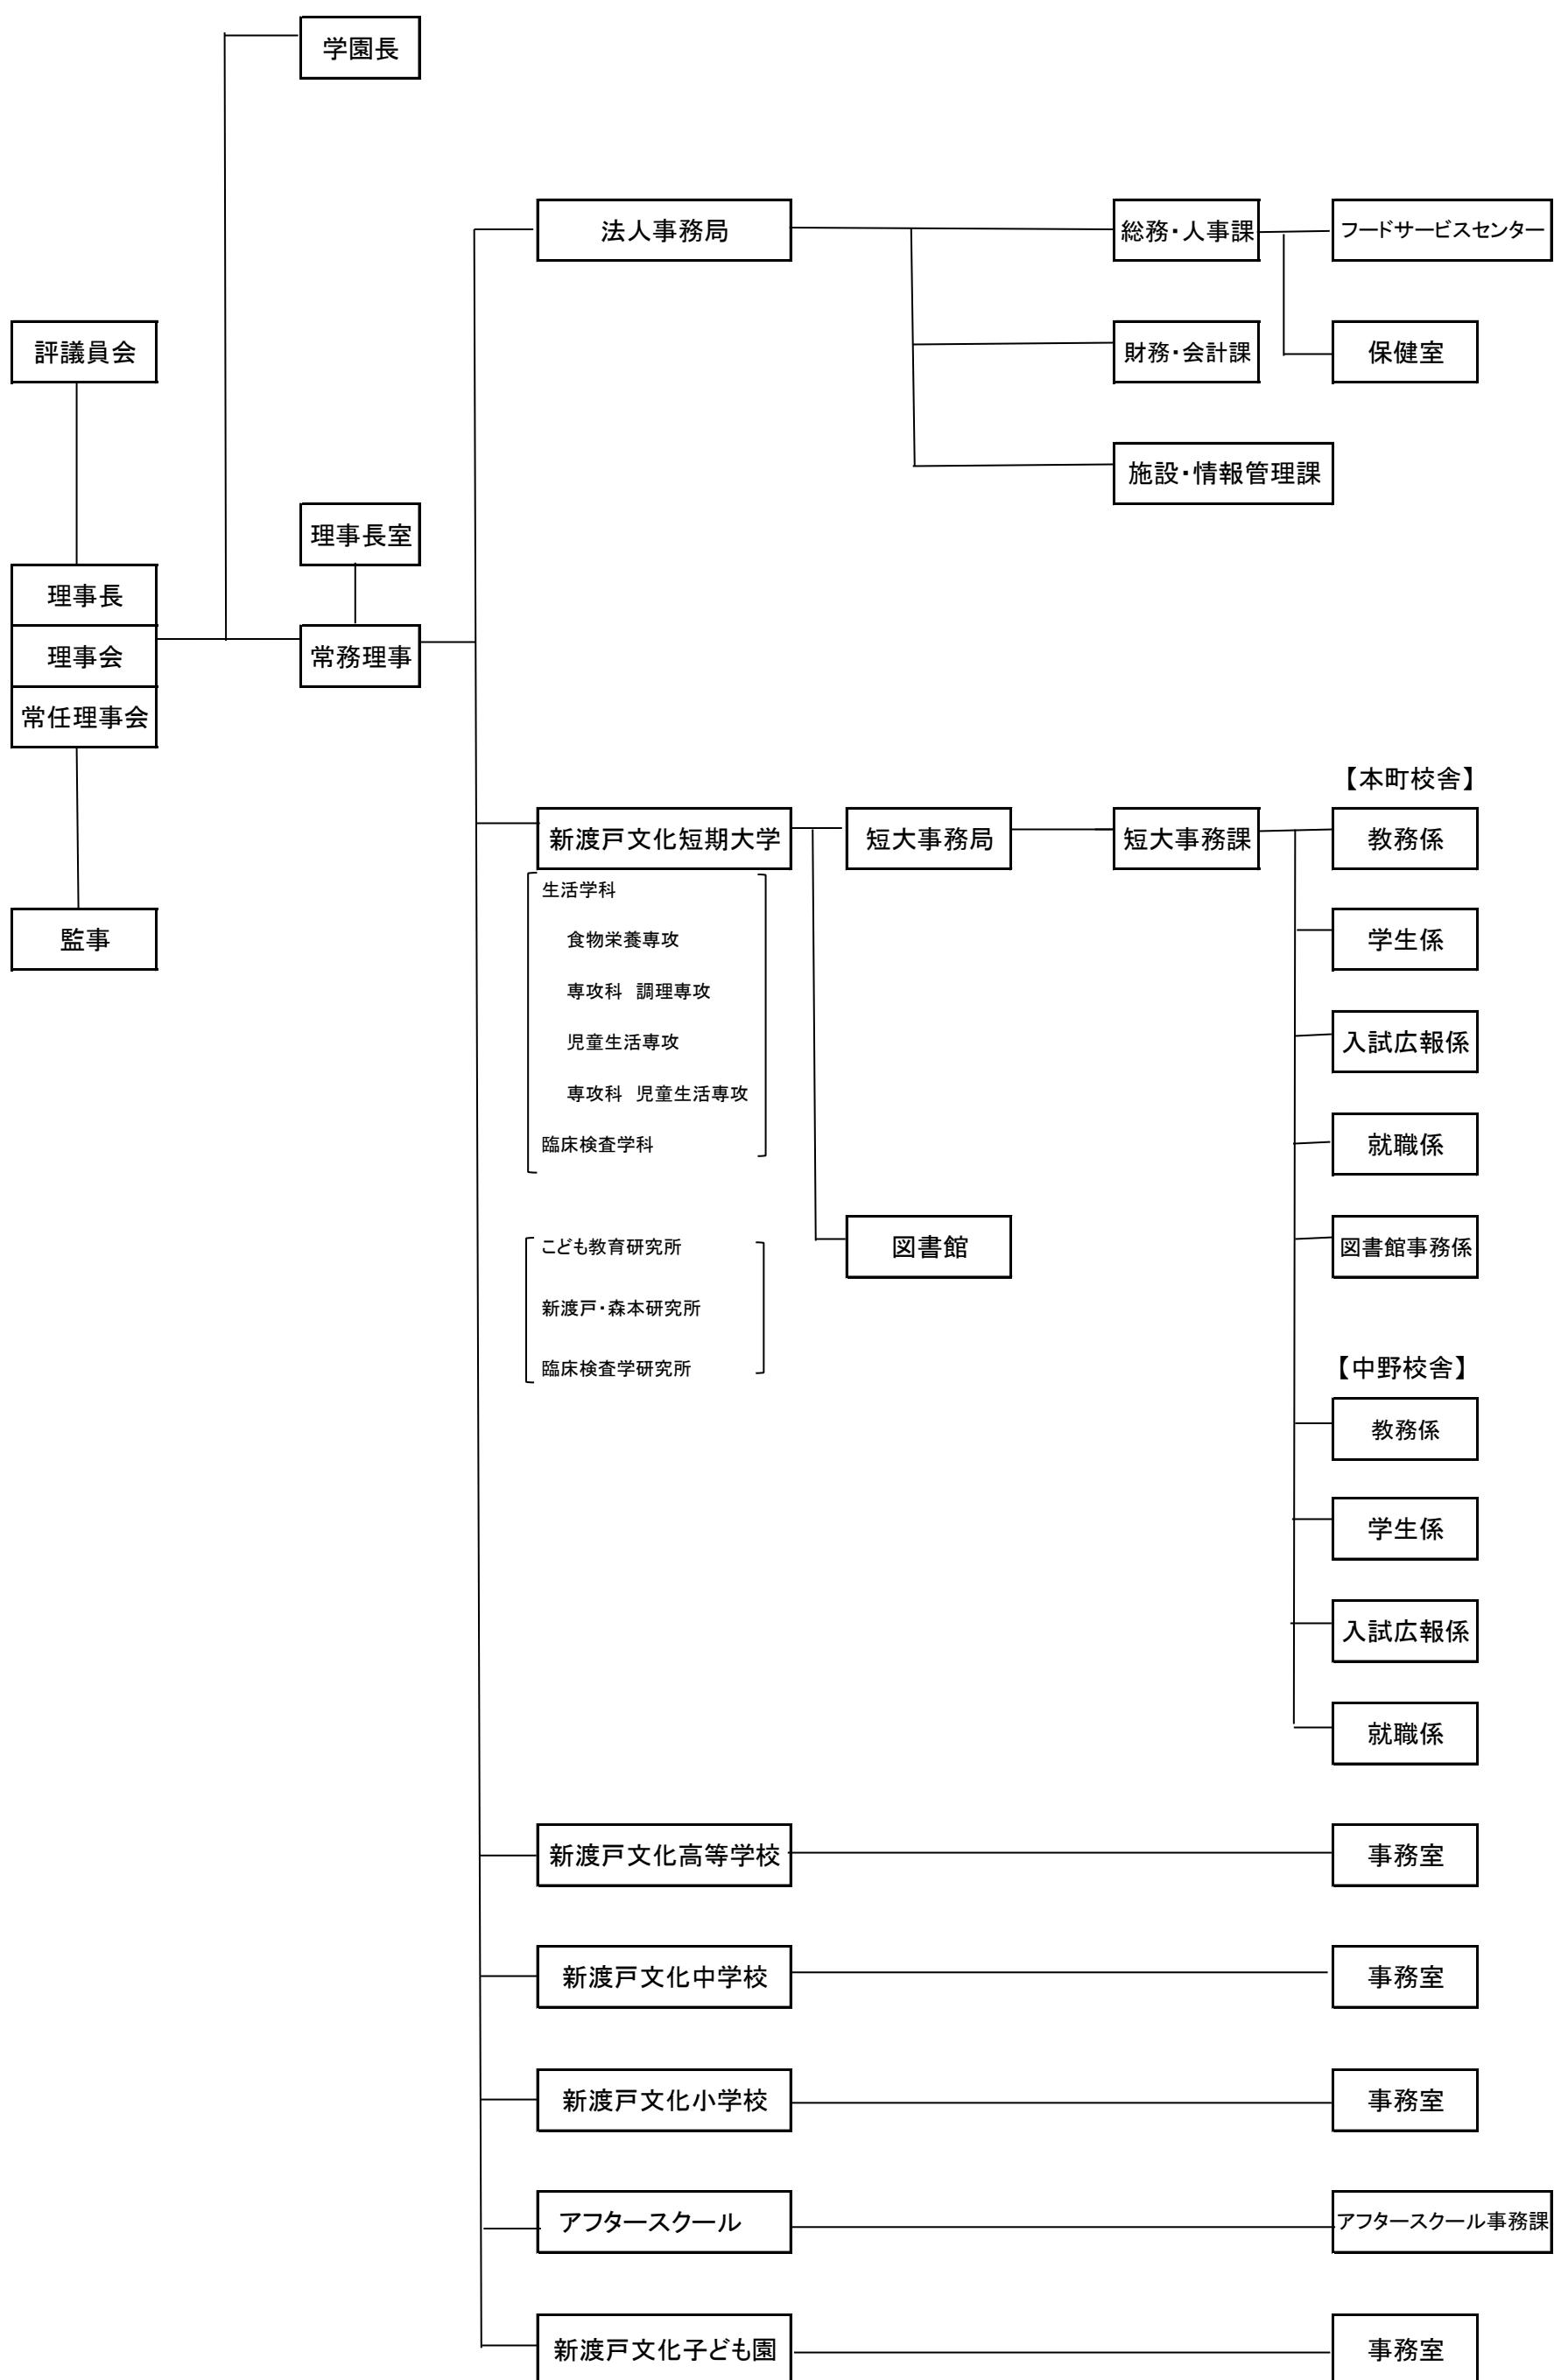 学園長
法人事務局
総務・人事課
フードサービスセンター
評議員会
財務・会計課
保健室
施設・情報管理課
理事長室
理事長
理事会
常務理事
常任理事会
【本町校舎】
新渡戸文化短期大学
短大事務局
短大事務課
教務係
生活学科
食物栄養専攻
監事
学生係
専攻科　調理専攻
児童生活専攻
入試広報係
専攻科　児童生活専攻
臨床検査学科
就職係
こども教育研究所
図書館
図書館事務係
新渡戸・森本研究所
臨床検査学研究所
【中野校舎】
教務係
学生係
入試広報係
就職係
新渡戸文化高等学校
事務室
新渡戸文化中学校
事務室
新渡戸文化小学校
事務室
アフタースクール
アフタースクール事務課
新渡戸文化子ども園
事務室